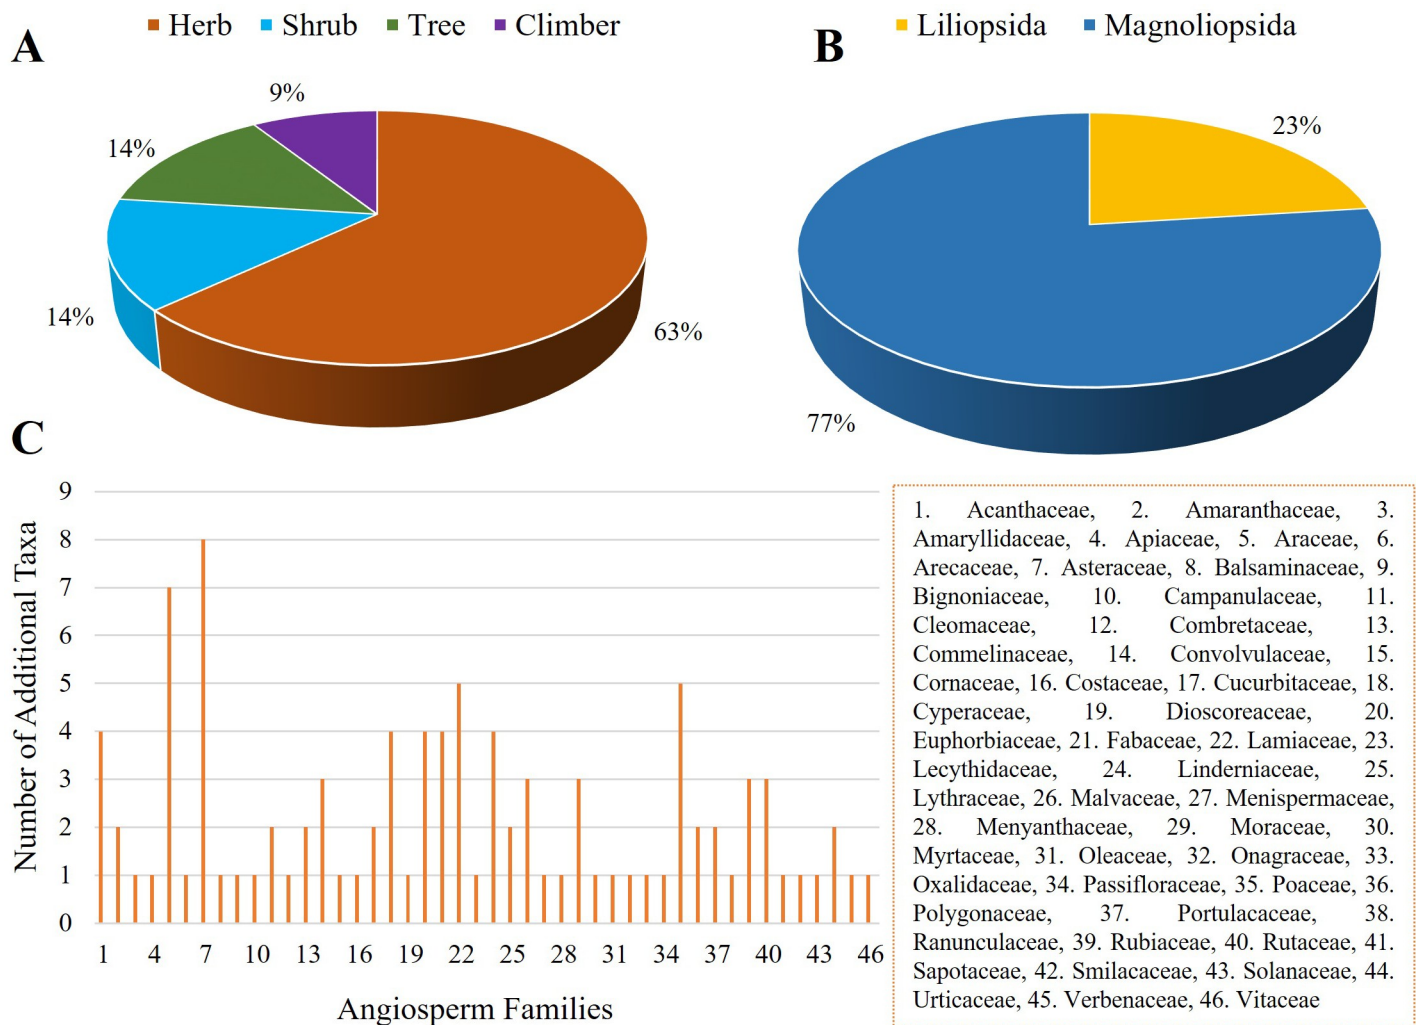 Herb Shrub Tree Climber
A
9%
14%
14%
63%
Liliopsida Magnoliopsida
B
23%
77%
C
Number of Additional Taxa
9
8
7
6
5
4
3
2
1
0
1 4 7 10 13 16 19 22 25 28 31 34 37 40 43 46
Angiosperm Families
1. Acanthaceae, 2. Amaranthaceae, 3.
Amaryllidaceae, 4. Apiaceae, 5. Araceae, 6.
Arecaceae, 7. Asteraceae, 8. Balsaminaceae, 9.
Bignoniaceae, 10. Campanulaceae, 11.
Cleomaceae, 12. Combretaceae, 13.
Commelinaceae, 14. Convolvulaceae, 15.
Cornaceae, 16. Costaceae, 17. Cucurbitaceae, 18.
Cyperaceae, 19. Dioscoreaceae, 20.
Euphorbiaceae, 21. Fabaceae, 22. Lamiaceae, 23.
Lecythidaceae, 24. Linderniaceae, 25.
Lythraceae, 26. Malvaceae, 27. Menispermaceae,
28. Menyanthaceae, 29. Moraceae, 30.
Myrtaceae, 31. Oleaceae, 32. Onagraceae, 33.
Oxalidaceae, 34. Passifloraceae, 35. Poaceae, 36.
Polygonaceae, 37. Portulacaceae, 38.
Ranunculaceae, 39. Rubiaceae, 40. Rutaceae, 41.
Sapotaceae, 42. Smilacaceae, 43. Solanaceae, 44.
Urticaceae, 45. Verbenaceae, 46. Vitaceae